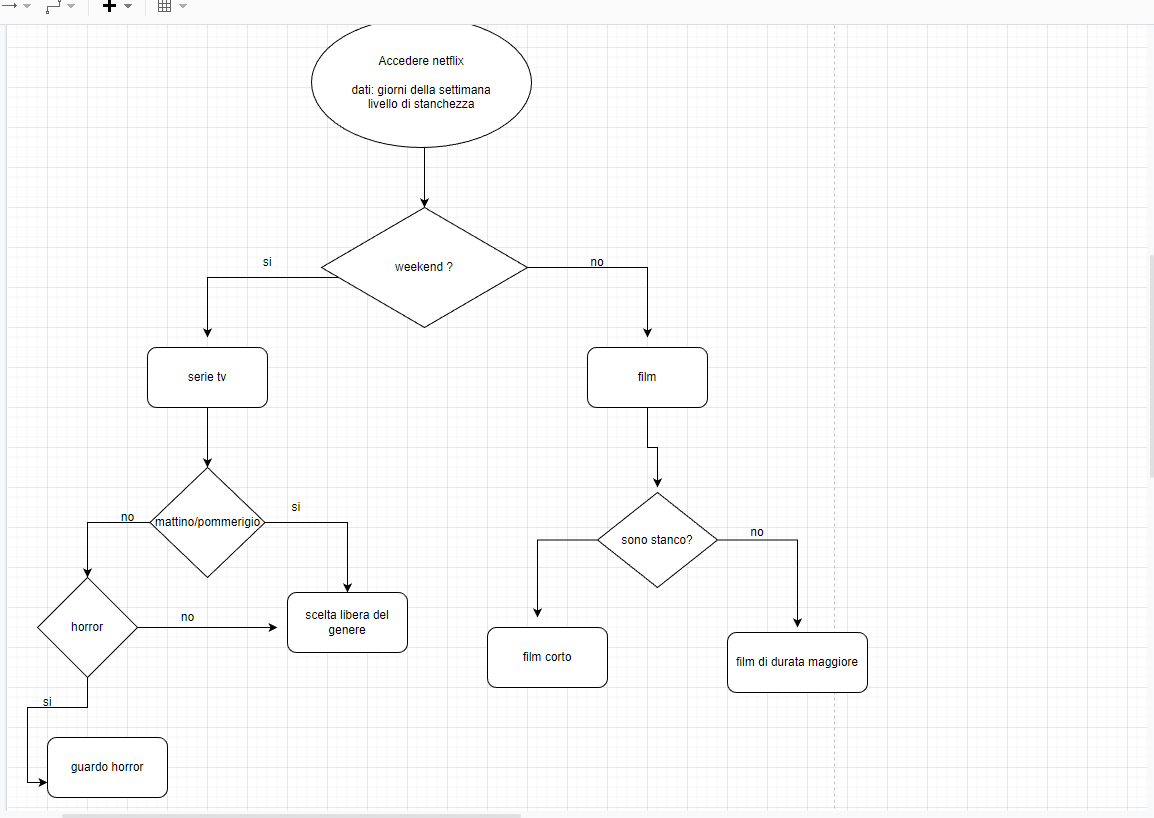 Accedere netflix
dati: giorni della settimana
livello di stanchezza
weekend ?
si
no
serie tv
film
mattino/pommerigio
no
si
sono stanco?
no
horror
no
scelta libera del
genere
film corto
film di durata maggiore
si
guardo horror